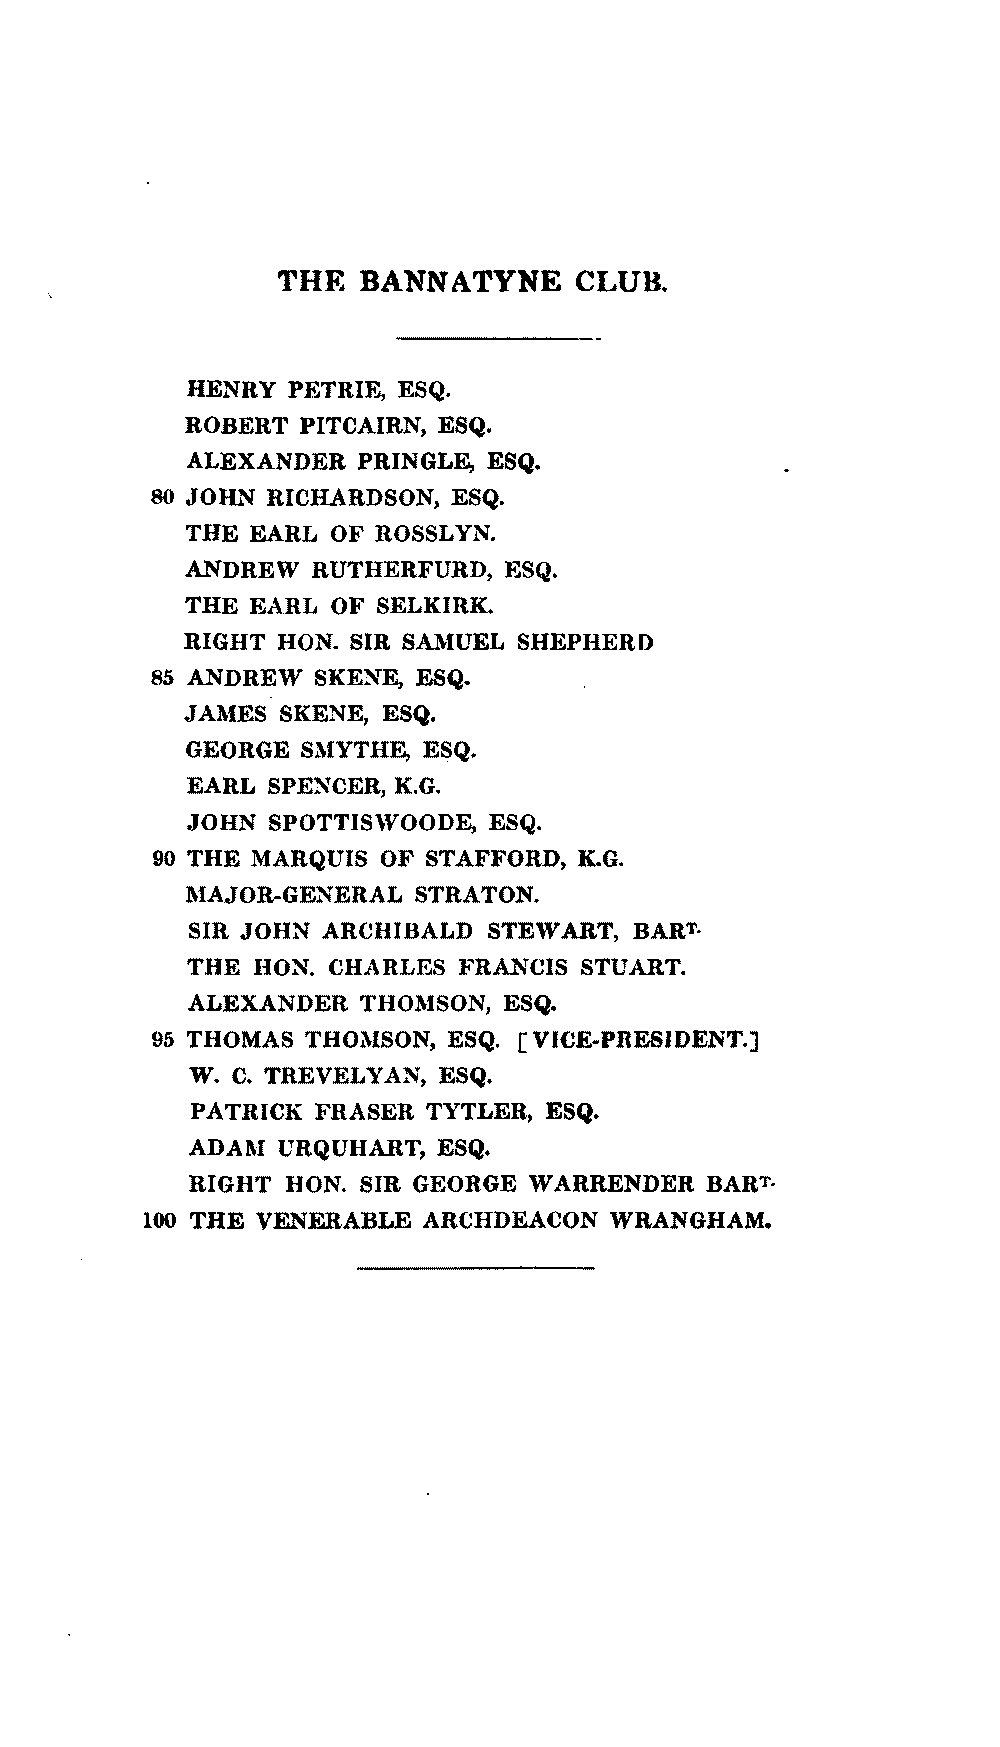 THE BANNATYNE CLUB.
HENRY PETRIE, ESQ.
ROBERT PITCAIRN, ESQ.
ALEXANDER PRINGLE, ESQ.
80 JOHN RICHARDSON, ESQ.
THE EARL OF ROSSLYN.
ANDREW RUTHERFURD, ESQ.
THE EARL OF SELKIRK.
RIGHT HON. SIR SAMUEL SHEPHERD
85 ANDREW SKENE, ESQ.
JAMES SKENE, ESQ.
GEORGE SMYTHE, ESQ.
EARL SPENCER, K.G.
JOHN SPOTTISWOODE, ESQ.
90 THE MARQUIS OF STAFFORD, K.G.
MAJOR-GENERAL STRATON.
SIR JOHN ARCHIBALD STEWART, BART.
THE HON. CHARLES FRANCIS STUART.
ALEXANDER THOMSON, ESQ.
95 THOMAS THOMSON, ESQ. [VICE-PRESIDENT.]
W. C. TREVELYAN, ESQ.
PATRICK FRASER TYTLER, ESQ.
ADAM URQUHART, ESQ.
RIGHT HON. SIR GEORGE WARRENDER BART.
100 THE VENERABLE ARCHDEACON WRANGHAM.